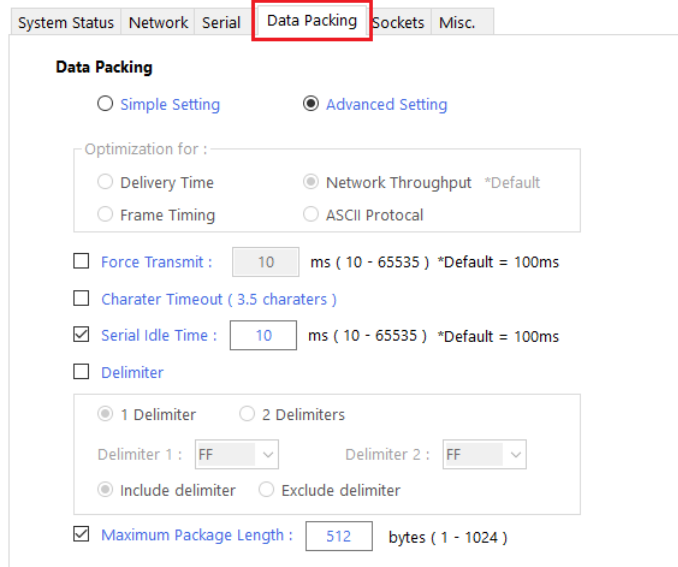 System Status Network Serial Data Packing Sockets Misc.
Data Packing
Simple Setting Advanced Setting
Optimization for :
Delivery Time Network Throughput *Default
Frame Timing ASCII Protocal
Force Transmit : 10 ms ( 10 - 65535 ) *Default = 100ms
Charater Timeout ( 3.5 charaters )
Serial Idle Time : 10 ms ( 10 - 65535 ) *Default = 100ms
Delimiter
1 Delimiter 2 Delimiters
Delimiter 1 : FF Delimiter 2 : FF
Include delimiter Exclude delimiter
Maximum Package Length : 512 bytes ( 1 - 1024 )